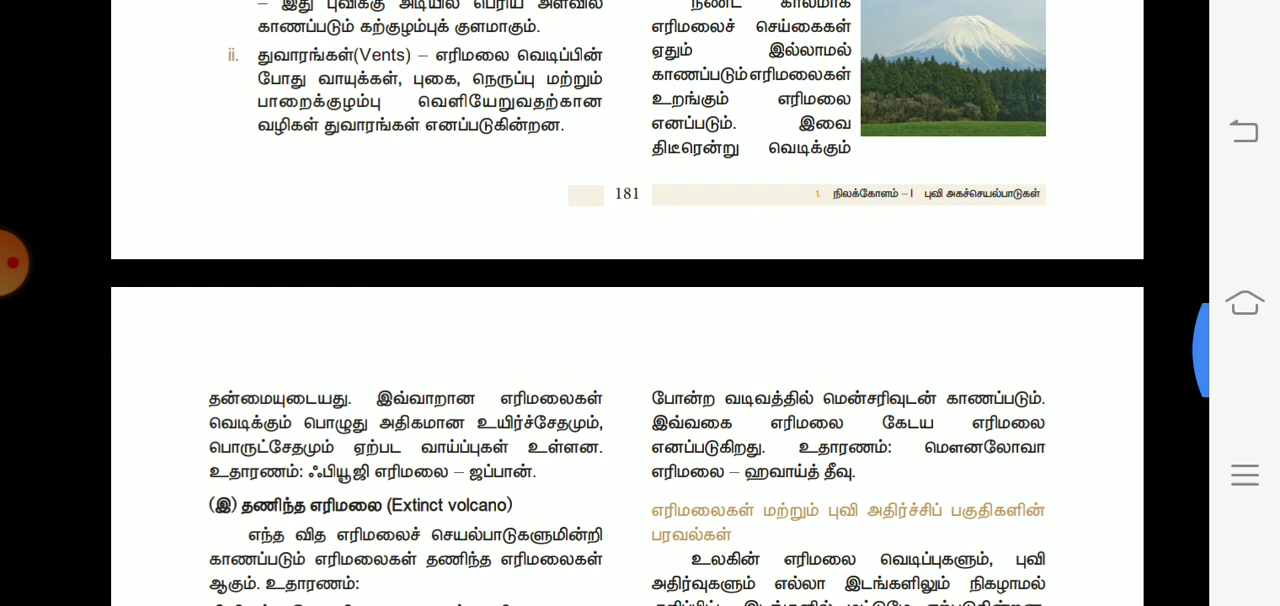 – இது புவிக்கு அடியில் பெரிய அளவில்
காணப்படும் கற்குழம்புக் குளமாகும்.
ii. துவாரங்கள்(Vents) – எரிமலை வெடிப்பின்
போது வாயுக்கள், புகை, நெருப்பு மற்றும்
பாறைக்குழம்பு வெளியேறுவதற்கான
வழிகள் துவாரங்கள் எனப்படுகின்றன.
நீண்ட காலமாக
எரிமலைச் செய்கைகள்
ஏதும் இல்லாமல்
காணப்படும் எரிமலைகள்
உறங்கும் எரிமலை
எனப்படும். இவை
திடீரென்று வெடிக்கும்
181
1. நிலக்கோளம் – I புவி அகச்செயல்பாடுகள்
தன்மையுடையது. இவ்வாறான எரிமலைகள்
வெடிக்கும் பொழுது அதிகமான உயிர்ச்சேதமும்,
பொருட்சேதமும் ஏற்பட வாய்ப்புகள் உள்ளன.
உதாரணம்: ஃபியூஜி எரிமலை – ஜப்பான்.
(இ) தணிந்த எரிமலை (Extinct volcano)
எந்த வித எரிமலைச் செயல்பாடுகளுமின்றி
காணப்படும் எரிமலைகள் தணிந்த எரிமலைகள்
ஆகும். உதாரணம்:
போன்ற வடிவத்தில் மென்சரிவுடன் காணப்படும்.
இவ்வகை எரிமலை கேடய எரிமலை
எனப்படுகிறது. உதாரணம்: மௌனலோவா
எரிமலை – ஹவாய்த் தீவு.
எரிமலைகள் மற்றும் புவி அதிர்ச்சிப் பகுதிகளின்
பரவல்கள்
உலகின் எரிமலை வெடிப்புகளும், புவி
அதிர்வுகளும் எல்லா இடங்களிலும் நிகழாமல்